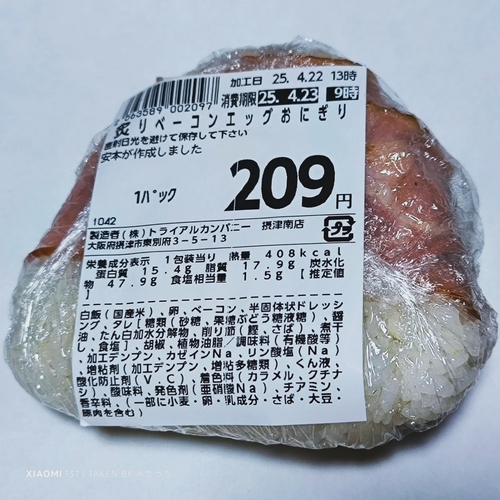 加工日 25. 4.22 13時
563589 002097 消費期限 25. 4.23 9時
炙りベーコンエッグおにぎり
直射日光を避けて保存して下さい
安本が作成しました
1パック 209円
1042
製造者(株)トライアルカンパニー 摂津南店
大阪府摂津市東別府3-5-13
栄養成分表示 1包装当り 熱量 408kcal
蛋白質 15.4g 脂質 17.9g 炭水化
物 47.9g 食塩相当量 1.5g [推定値
]
白飯(国産米)、卵、ベーコン、半固体状ドレッシ
ング、タレ[糖類(砂糖、果糖ぶどう糖液糖)、醤
油、たん白加水分解物、削り節(鰹、さば)、煮干
し、食塩]、胡椒、植物油脂/調味料(有機酸等)
、加工デンプン、カゼインNa、リン酸塩(Na)
、増粘剤(加工デンプン、増粘多糖類)、くん液、
酸化防止剤(V.C)、着色料(カラメル、クチナ
シ)、酸味料、発色剤(亜硝酸Na)、チアミン、
香辛料、(一部に小麦・卵・乳成分・さば・大豆・
豚肉を含む)